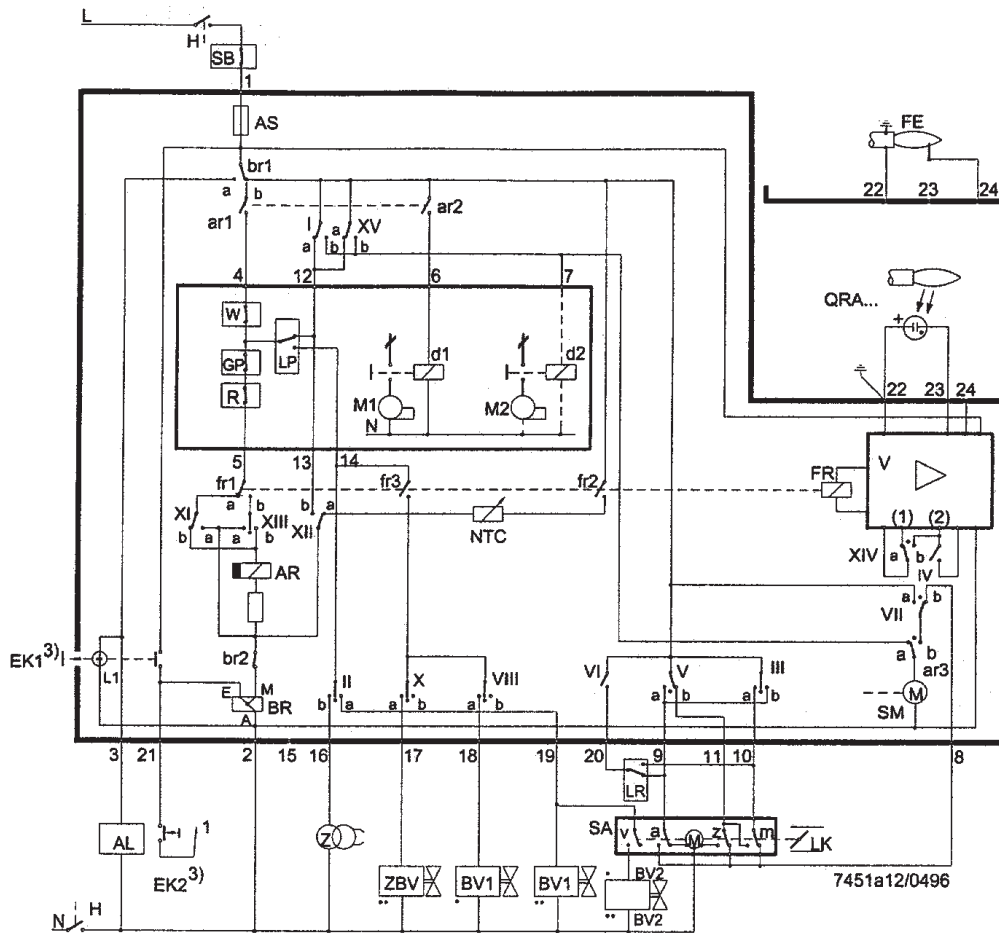 L
H
SB
1
AS
FE
22 23 24
br1
a b
ar1
ar2
I
XV
a b a b
4 12 6 7
QRA...
+
W
LP
GP
R
d1
d2
M1
N
M2
22 23 24
V
FR
(1) (2)
5 13 14
fr1
fr3
fr2
a b
b a
XI
XIII
XII
NTC
b a a b
XIV
a b
IV
AR
a b
VII
a b
ar3
EK1 3)
L1
br2
E M
BR
A
II
X
VIII
VI
V
III
b a
a b
a b
a b
a b
M
SM
3 21 2 15 16 17 18 19 20 9 11 10 8
LR
AL
1
EK2 3)
Z
SA
v a M z m
LK
ZBV
BV1
BV1
BV2
BV2
7451a12/0496
N H